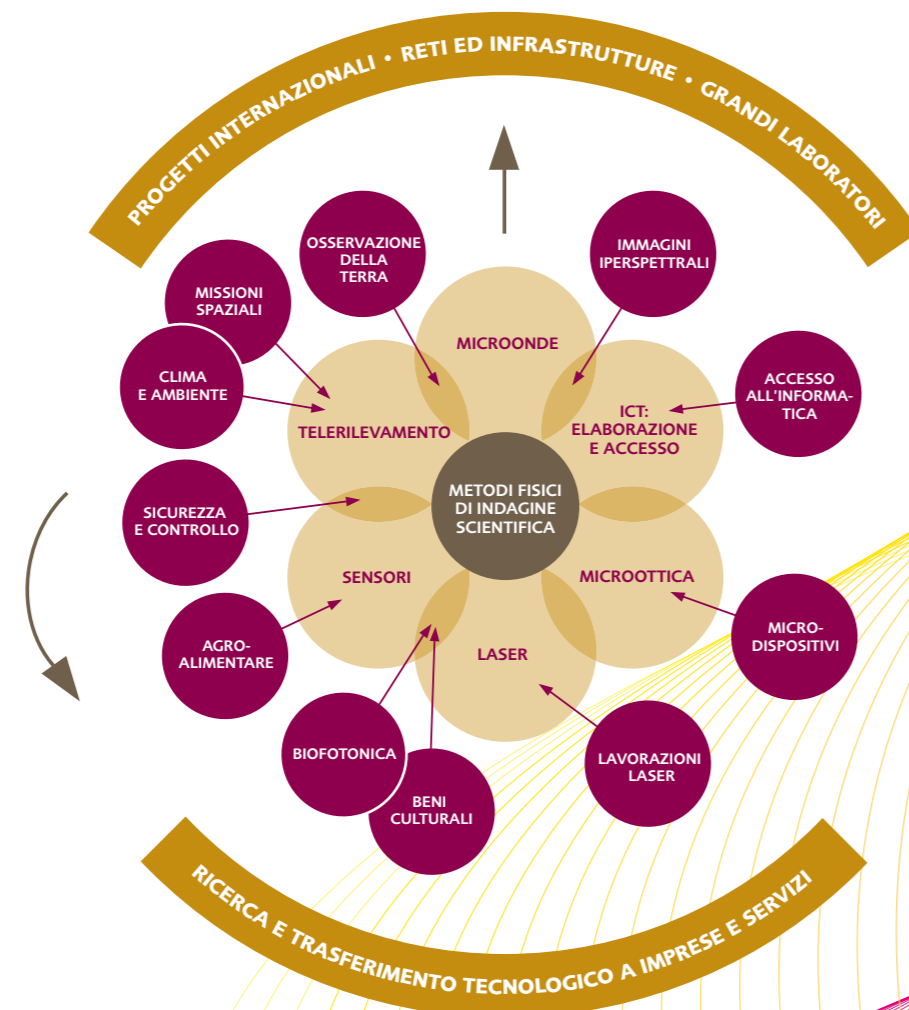 PROGETTI INTERNAZIONALI • RETI ED INFRASTRUTTURE • GRANDI LABORATORI
OSSERVAZIONE
DELLA
TERRA
IMMAGINI
IPERSPETTRALI
MISSIONI
SPAZIALI
MICROONDE
CLIMA
E AMBIENTE
ACCESSO
ALL'INFORMA-
TICA
TELERILEVAMENTO
ICT:
ELABORAZIONE
E ACCESSO
METODI FISICI
DI INDAGINE
SCIENTIFICA
SICUREZZA
E CONTROLLO
SENSORI
MICROOTTICA
AGRO-
ALIMENTARE
LASER
MICRO-
DISPOSITIVI
BIOFOTONICA
LAVORAZIONI
LASER
BENI
CULTURALI
RICERCA E TRASFERIMENTO TECNOLOGICO A IMPRESE E SERVIZI